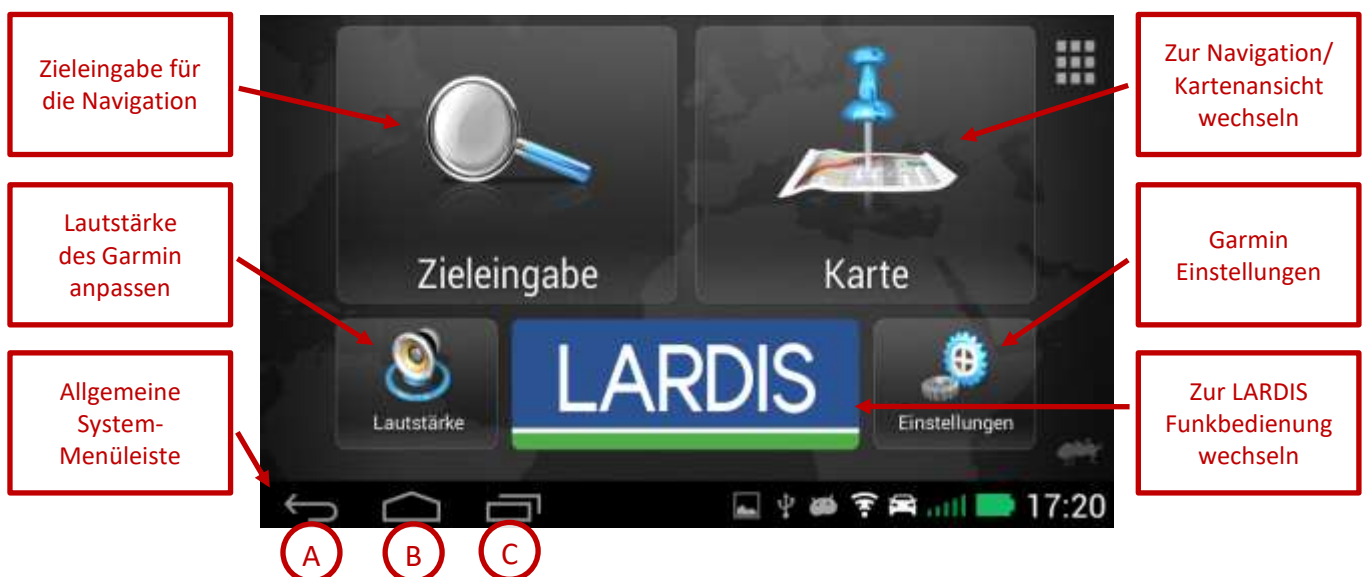 Zieleingabe für
die Navigation
Zur Navigation/
Kartenansicht
wechseln
Lautstärke
des Garmin
anpassen
Garmin
Einstellungen
Allgemeine
System-
Menüleiste
Zur LARDIS
Funkbedienung
wechseln
Zieleingabe
Karte
Lautstärke
LARDIS
Einstellungen
17:20
A
B
C